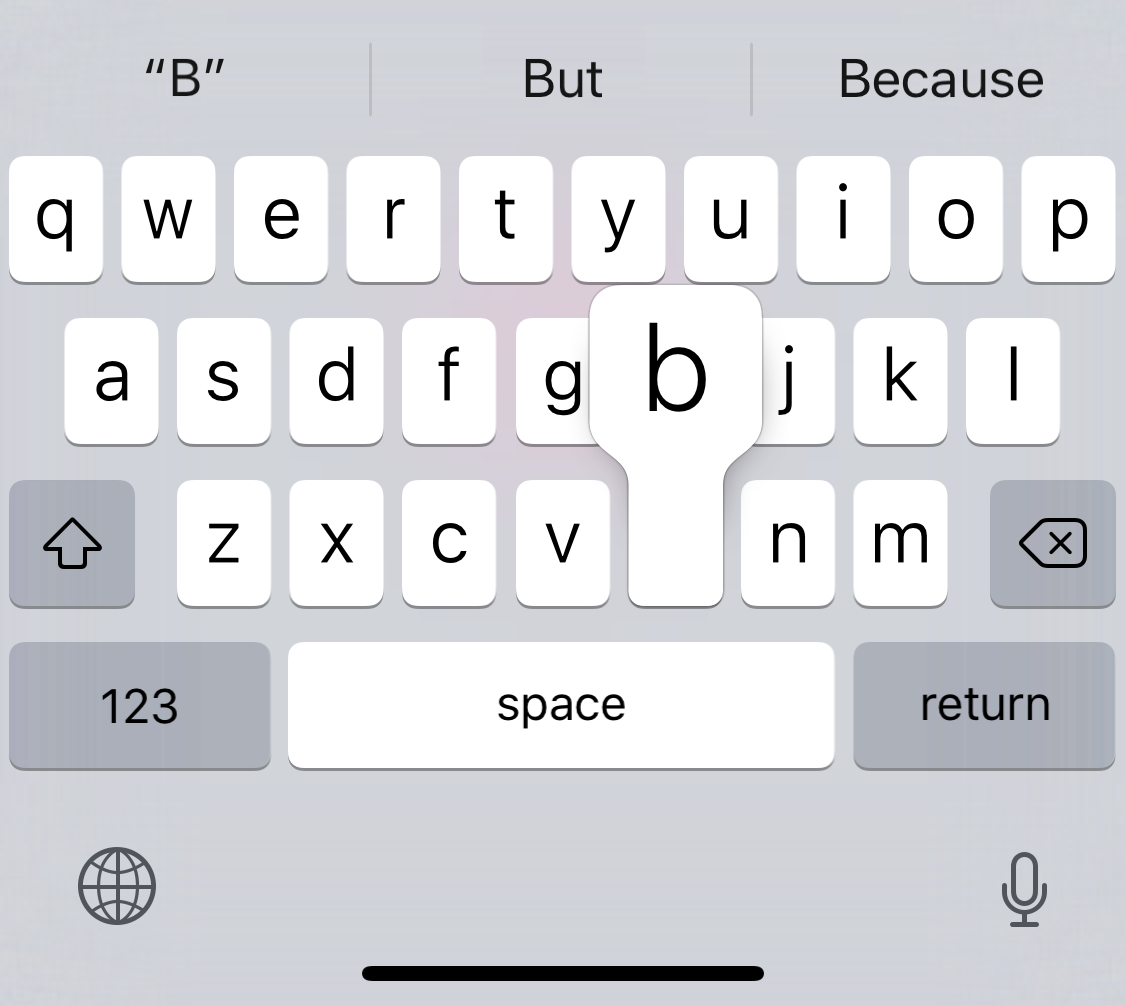 “B” But Because
q w e r t y u i o p
a s d f g b j k l
z x c v n m
123 space return